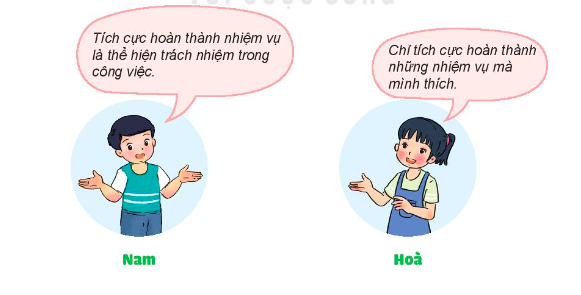 Tích cực hoàn thành nhiệm vụ
là thể hiện trách nhiệm trong
công việc.
Chỉ tích cực hoàn thành
những nhiệm vụ mà
mình thích.
Nam
Hoà